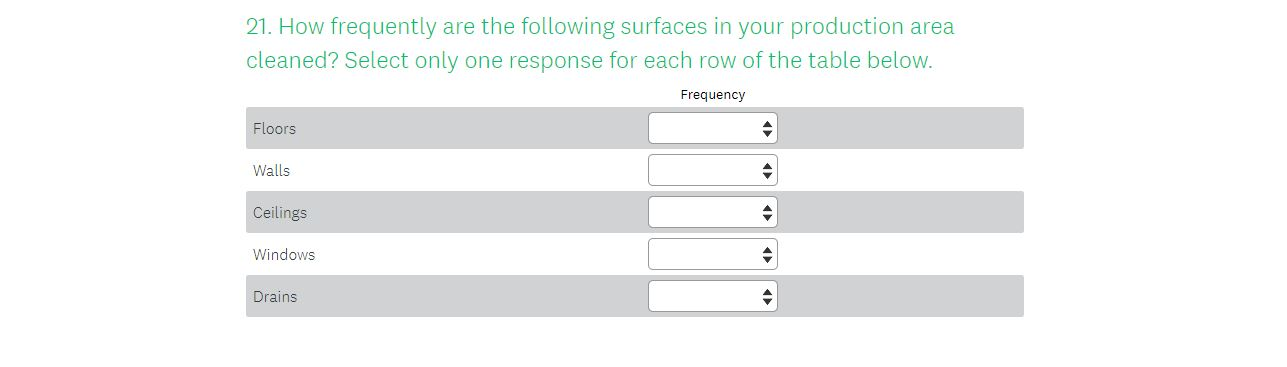 21. How frequently are the following surfaces in your production area
cleaned? Select only one response for each row of the table below.
Frequency
Floors
Walls
Ceilings
Windows
Drains